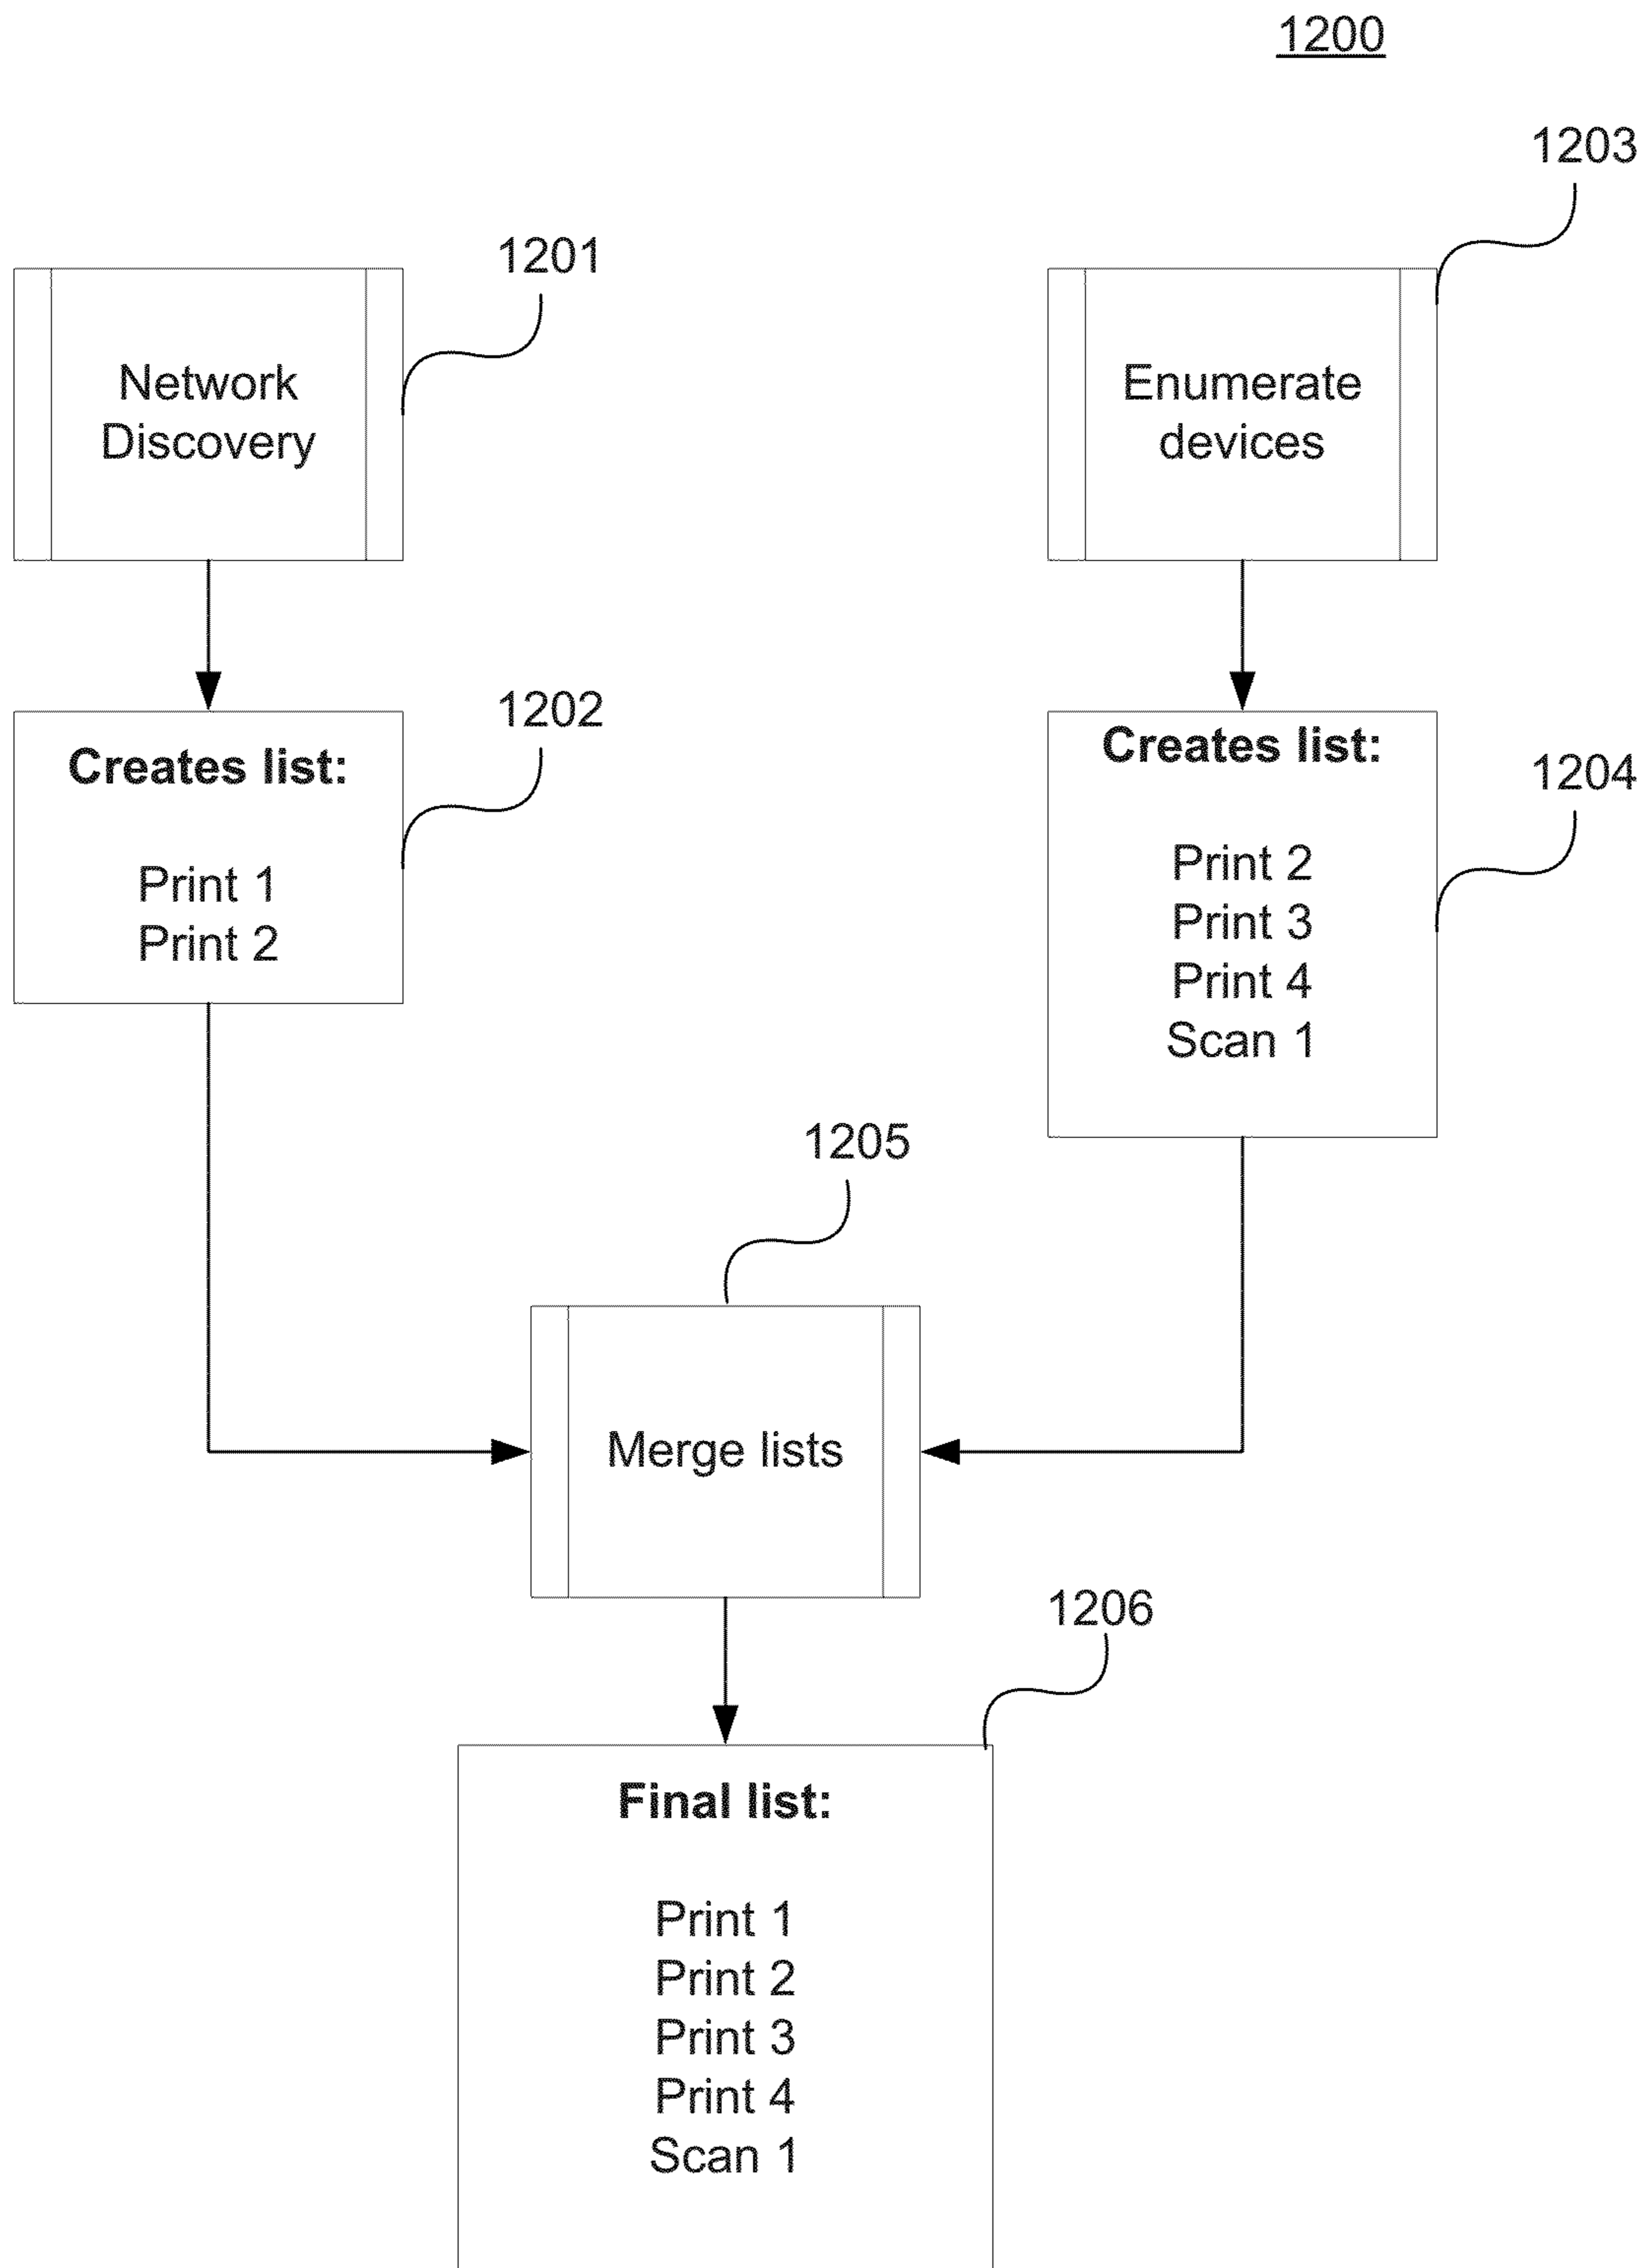 1200
1203
1201
Network
Discovery
Enumerate
devices
1202
Creates list:
Print 1
Print 2
1204
Creates list:
Print 2
Print 3
Print 4
Scan 1
1205
Merge lists
1206
Final list:
Print 1
Print 2
Print 3
Print 4
Scan 1